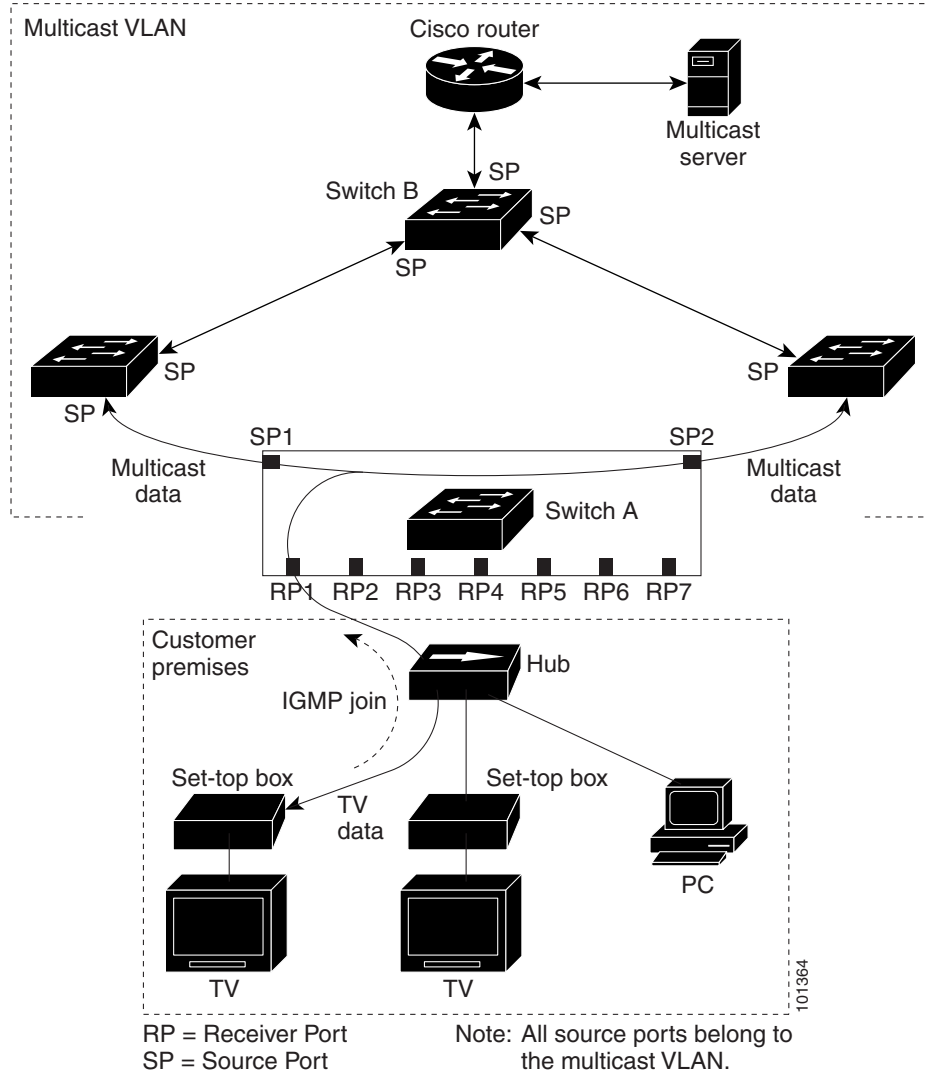 Multicast VLAN
Cisco router
Multicast
server
SP
Switch B
SP
SP
SP
SP
SP
SP1
SP2
Multicast
data
Multicast
data
Switch A
RP1 RP2 RP3 RP4 RP5 RP6 RP7
Customer
premises
Hub
IGMP join
Set-top box
Set-top box
TV
data
PC
TV
TV
101364
RP = Receiver Port
SP = Source Port
Note: All source ports belong to
the multicast VLAN.